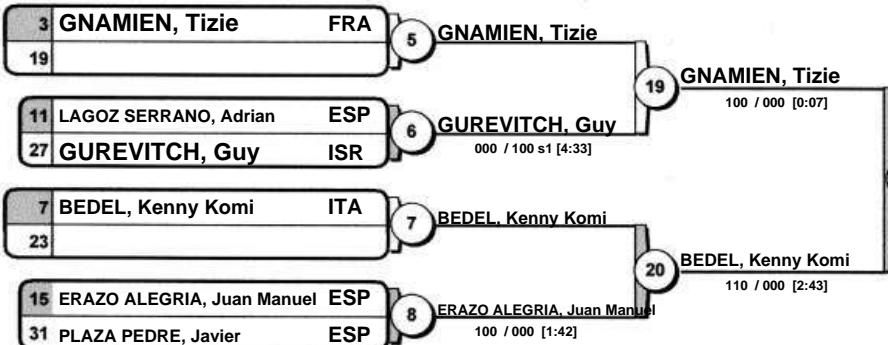 3 GNAMIEN, Tizie FRA
19
5 GNAMIEN, Tizie
11 LAGOZ SERRANO, Adrian ESP
27 GUREVITCH, Guy ISR
6 GUREVITCH, Guy
000 / 100 s1 [4:33]
19 GNAMIEN, Tizie
100 / 000 [0:07]
7 BEDEL, Kenny Komi ITA
23
7 BEDEL, Kenny Komi
15 ERAZO ALEGRIA, Juan Manuel ESP
31 PLAZA PEDRE, Javier ESP
8 ERAZO ALEGRIA, Juan Manuel
100 / 000 [1:42]
20 BEDEL, Kenny Komi
110 / 000 [2:43]